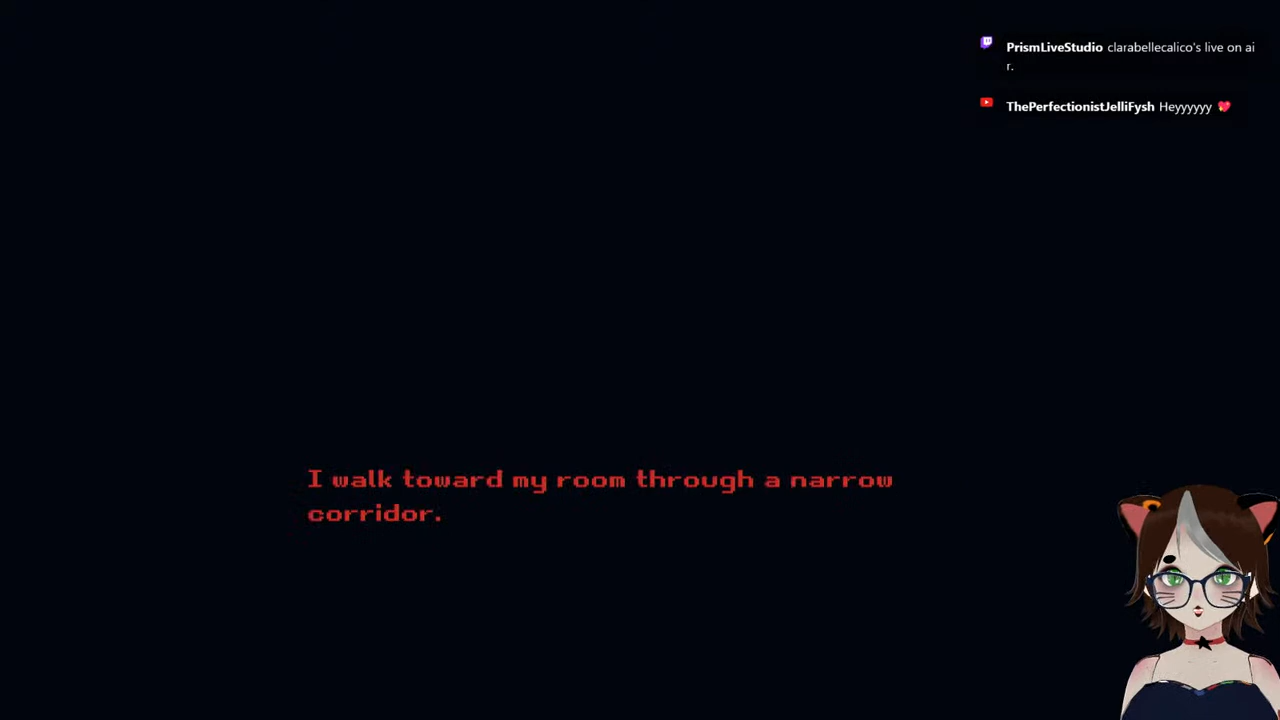 PrismLiveStudio clarabellecalico's live on ai
r.
ThePerfectionistJelliFysh Heyyyyyy 💖
I walk toward my room through a narrow
corridor.